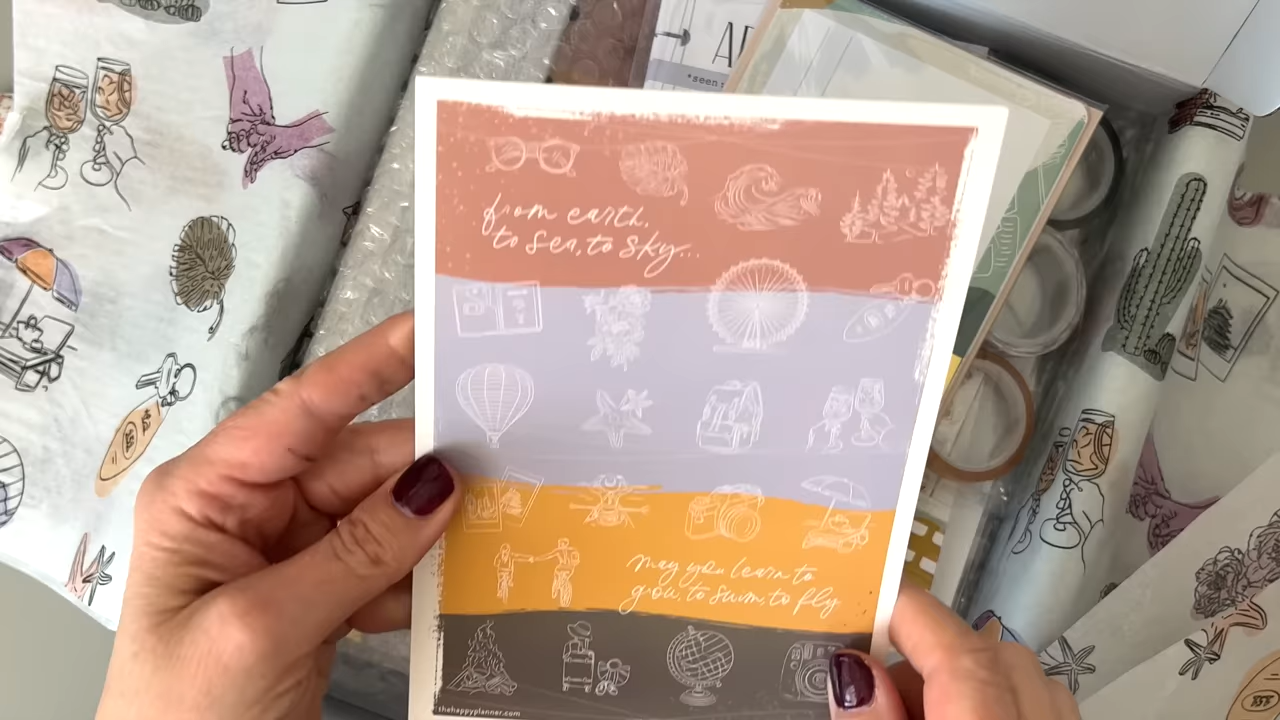 AD
*seen
from earth,
to sea, to sky...
may you learn to
grow, to swim, to fly
thehappyplanner.com